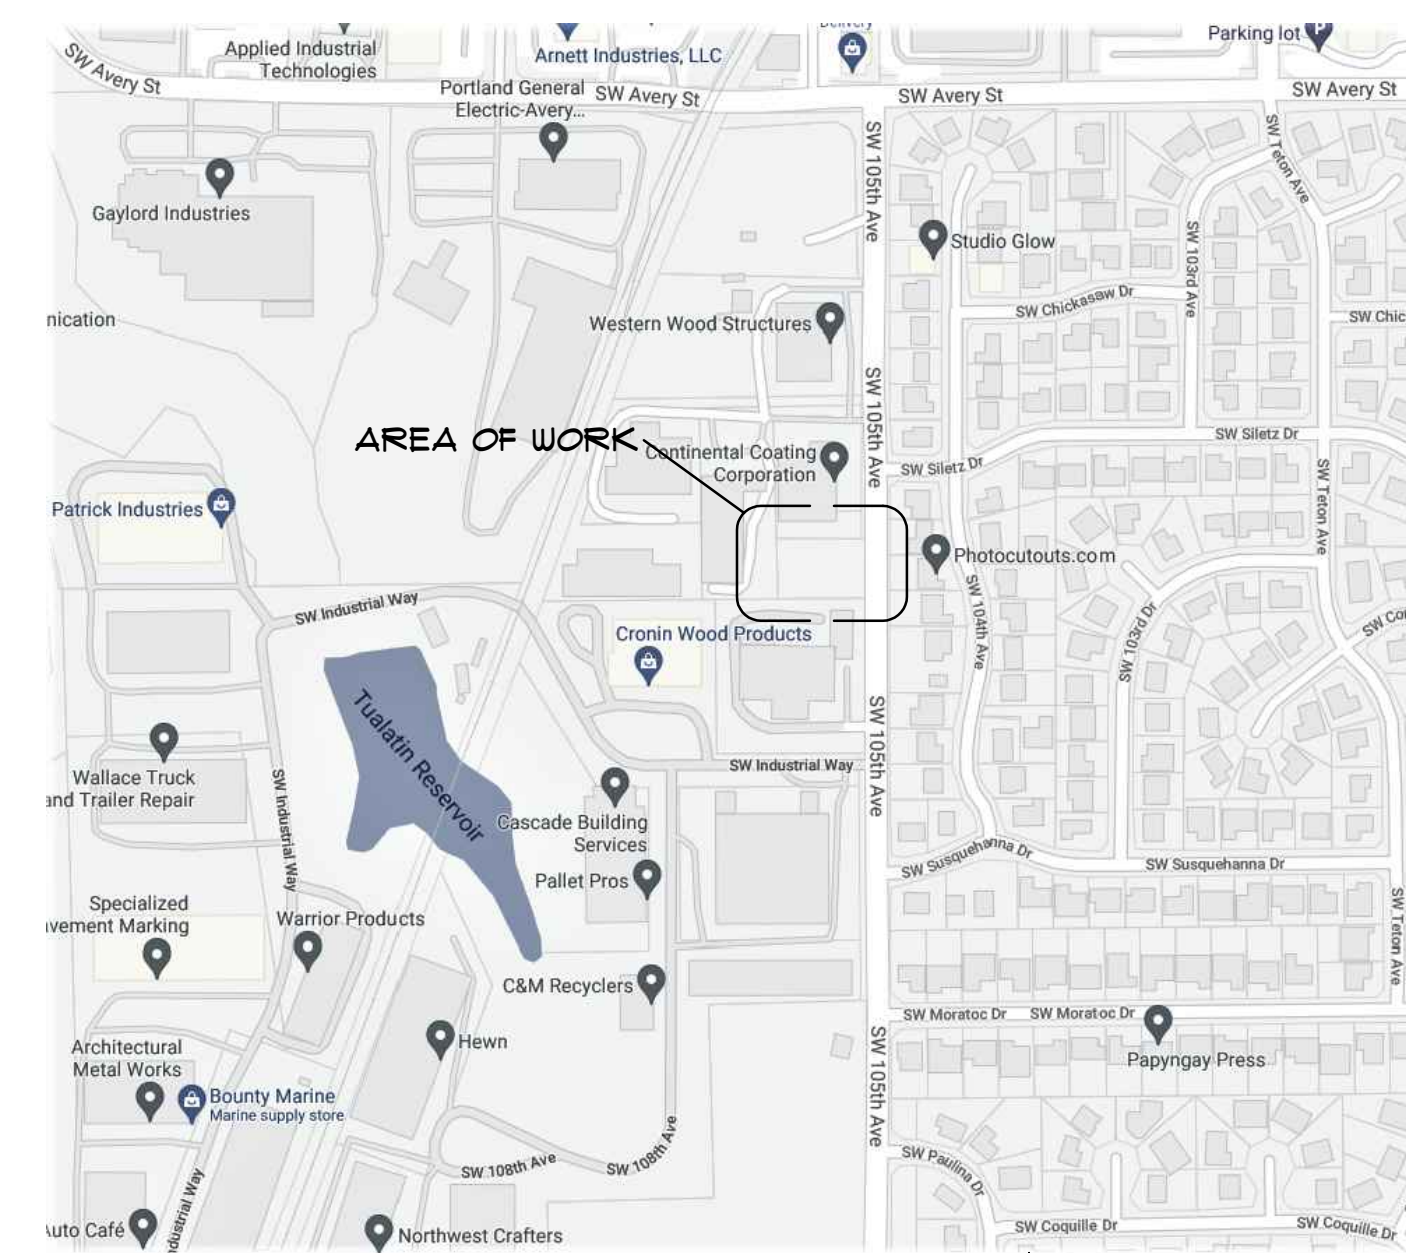 Delivery
Parking lot
P
Applied Industrial
Technologies
Arnett Industries, LLC
SW Avery St
Portland General
Electric-Avery...
SW Avery St
SW Avery St
SW Avery St
SW 105th Ave
SW Teton Ave
Gaylord Industries
Studio Glow
SW 103rd Ave
SW Chickasaw Dr
nication
Western Wood Structures
SW Chic
SW 105th Ave
AREA OF WORK
SW Siletz Dr
Continental Coating
Corporation
SW Siletz Dr
SW Teton Ave
Patrick Industries
Photocutouts.com
SW Industrial Way
SW 104th Ave
SW 103rd Dr
SW Co
Cronin Wood Products
Tualatin Reservoir
SW 105th Ave
Wallace Truck
and Trailer Repair
SW Industrial Way
SW Industrial Way
Cascade Building
Services
SW Susquehanna Dr
SW Susquehanna Dr
Pallet Pros
Specialized
vement Marking
Warrior Products
SW Teton Ave
C&M Recyclers
SW Moratoc Dr
SW Moratoc Dr
Hewn
Architectural
Metal Works
SW 105th Ave
Papyngay Press
Bounty Marine
Marine supply store
SW 108th Ave
SW 108th Ave
SW Paulina Dr
dustrial Way
Auto Café
Northwest Crafters
SW Coquille Dr
SW Coquille Dr